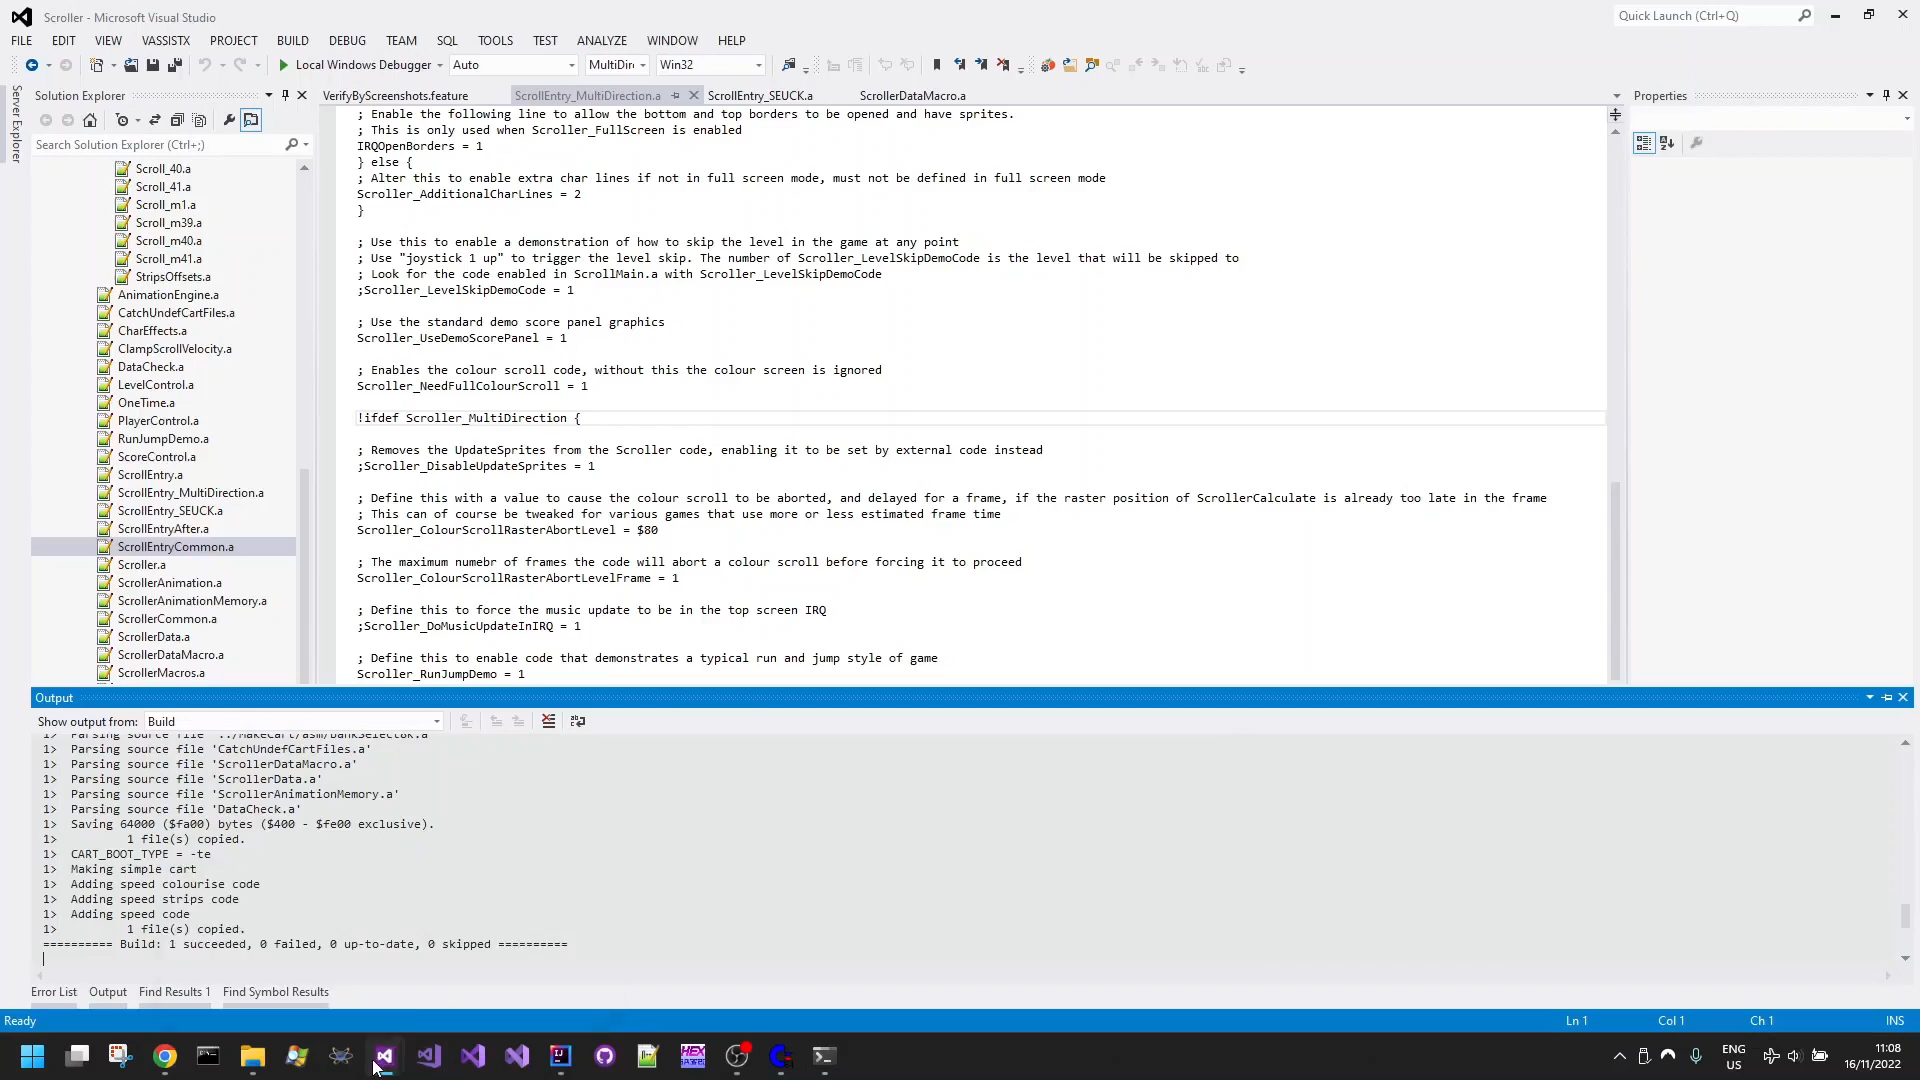 Scroller - Microsoft Visual Studio
Quick Launch (Ctrl+Q)
FILE EDIT VIEW VASSISTX PROJECT BUILD DEBUG TEAM SQL TOOLS TEST ANALYZE WINDOW HELP
Local Windows Debugger Auto MultiDire Win32
Server Explorer
Solution Explorer
Search Solution Explorer (Ctrl+;)
Scroll_40.a
Scroll_41.a
Scroll_m1.a
Scroll_m39.a
Scroll_m40.a
Scroll_m41.a
StripsOffsets.a
AnimationEngine.a
CatchUndefCartFiles.a
CharEffects.a
ClampScrollVelocity.a
DataCheck.a
LevelControl.a
OneTime.a
PlayerControl.a
RunJumpDemo.a
ScoreControl.a
ScrollEntry.a
ScrollEntry_MultiDirection.a
ScrollEntry_SEUCK.a
ScrollEntryAfter.a
ScrollEntryCommon.a
Scroller.a
ScrollerAnimation.a
ScrollerAnimationMemory.a
ScrollerCommon.a
ScrollerData.a
ScrollerDataMacro.a
ScrollerMacros.a
VerifyByScreenshots.feature ScrollEntry_MultiDirection.a ScrollEntry_SEUCK.a ScrollerDataMacro.a
; Enable the following line to allow the bottom and top borders to be opened and have sprites.
; This is only used when Scroller_FullScreen is enabled
IRQOpenBorders = 1
} else {
; Alter this to enable extra char lines if not in full screen mode, must not be defined in full screen mode
Scroller_AdditionalCharLines = 2
}
; Use this to enable a demonstration of how to skip the level in the game at any point
; Use "joystick 1 up" to trigger the level skip. The number of Scroller_LevelSkipDemoCode is the level that will be skipped to
; Look for the code enabled in ScrollMain.a with Scroller_LevelSkipDemoCode
;Scroller_LevelSkipDemoCode = 1
; Use the standard demo score panel graphics
Scroller_UseDemoScorePanel = 1
; Enables the colour scroll code, without this the colour screen is ignored
Scroller_NeedFullColourScroll = 1
!ifdef Scroller_MultiDirection {
; Removes the UpdateSprites from the Scroller code, enabling it to be set by external code instead
;Scroller_DisableUpdateSprites = 1
; Define this with a value to cause the colour scroll to be aborted, and delayed for a frame, if the raster position of ScrollerCalculate is already too late in the frame
; This can of course be tweaked for various games that use more or less estimated frame time
Scroller_ColourScrollRasterAbortLevel = $80
; The maximum numebr of frames the code will abort a colour scroll before forcing it to proceed
Scroller_ColourScrollRasterAbortLevelFrame = 1
; Define this to force the music update to be in the top screen IRQ
;Scroller_DoMusicUpdateInIRQ = 1
; Define this to enable code that demonstrates a typical run and jump style of game
Scroller_RunJumpDemo = 1
Properties
Output
Show output from: Build
1> Parsing source file '../MakeCart/asm/BankSelect8K.a'
1> Parsing source file 'CatchUndefCartFiles.a'
1> Parsing source file 'ScrollerDataMacro.a'
1> Parsing source file 'ScrollerData.a'
1> Parsing source file 'ScrollerAnimationMemory.a'
1> Parsing source file 'DataCheck.a'
1> Saving 64000 ($fa00) bytes ($400 - $fe00 exclusive).
1> 1 file(s) copied.
1> CART_BOOT_TYPE = -te
1> Making simple cart
1> Adding speed colourise code
1> Adding speed strips code
1> Adding speed code
1> 1 file(s) copied.
========== Build: 1 succeeded, 0 failed, 0 up-to-date, 0 skipped ==========
Error List Output Find Results 1 Find Symbol Results
Ready Ln 1 Col 1 Ch 1 INS
HEX
ENG
US
11:08
16/11/2022